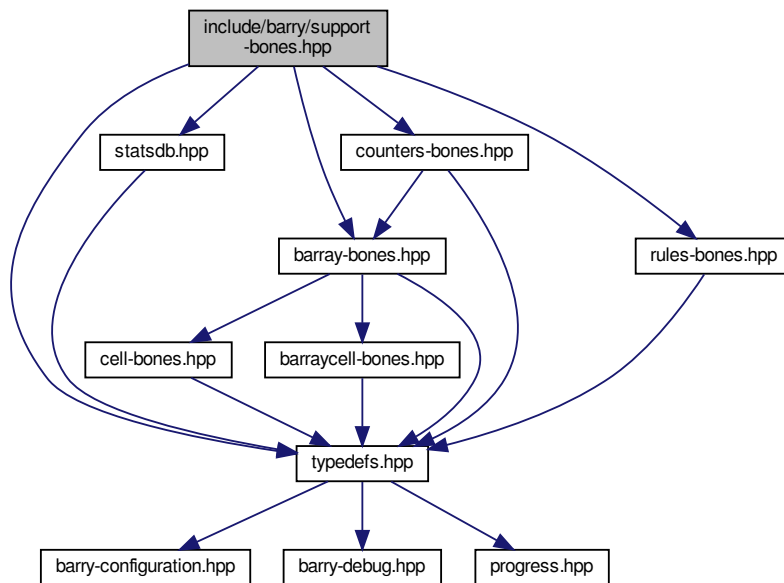 include/barry/support
-bones.hpp
statsdb.hpp
counters-bones.hpp
barray-bones.hpp
rules-bones.hpp
cell-bones.hpp
barraycell-bones.hpp
typedefs.hpp
barry-configuration.hpp
barry-debug.hpp
progress.hpp